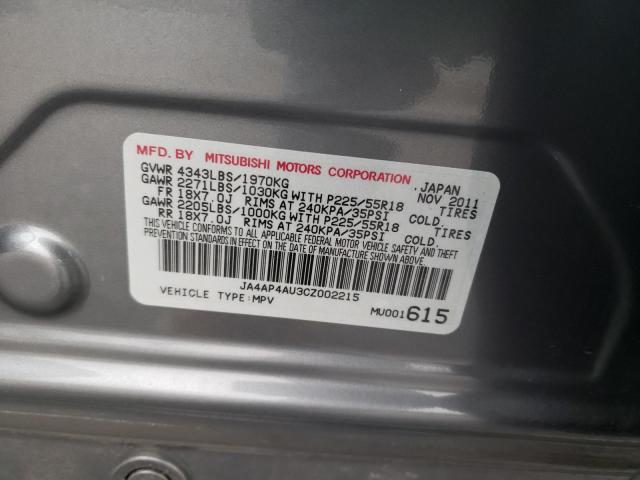 MFD. BY MITSUBISHI MOTORS CORPORATION JAPAN
GVWR 4343LBS/1970KG NOV 2011
GAWR 2271LBS/1030KG WITH P225/55R18 TIRES
FR 18X7.0J RIMS AT 240KPA/35PSI COLD.
GAWR 2205LBS/1000KG WITH P225/55R18 TIRES
RR 18X7.0J RIMS AT 240KPA/35PSI COLD.
THIS VEHICLE CONFORMS TO ALL APPLICABLE FEDERAL MOTOR VEHICLE SAFETY AND THEFT
PREVENTION STANDARDS IN EFFECT ON THE DATE OF MANUFACTURE SHOWN ABOVE.
JA4AP4AU3CZ002215
VEHICLE TYPE:MPV MU001615